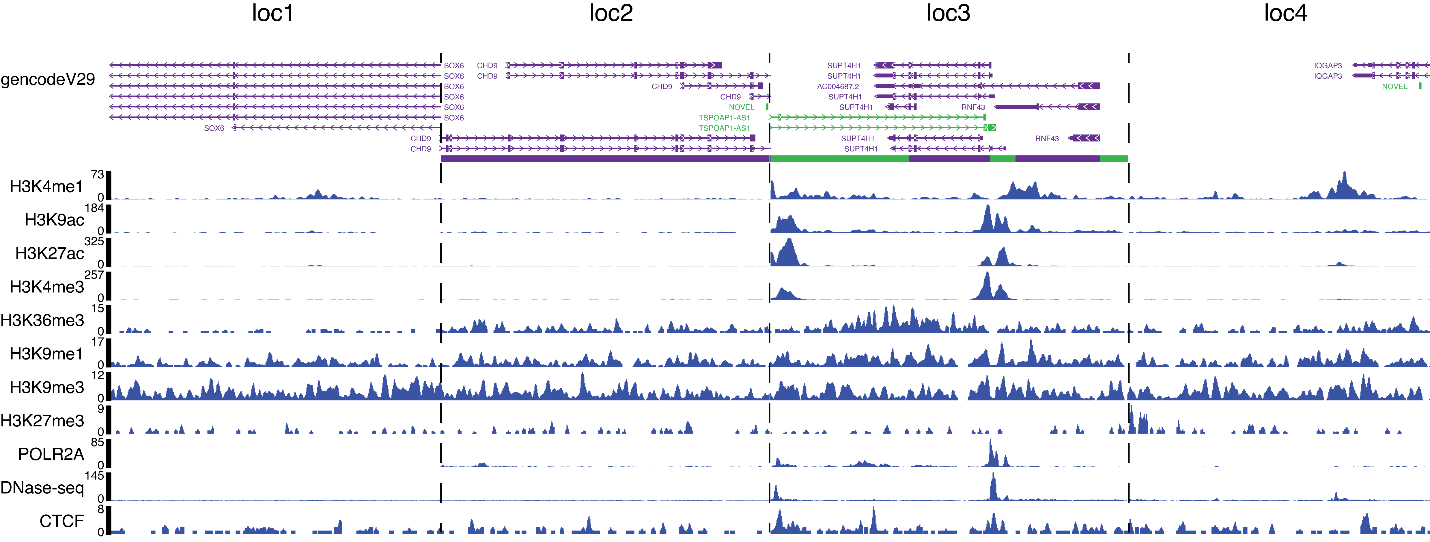 loc1 loc2 loc3 loc4
gencodeV29
SOX6 CHD9 SUPT4H1 IQGAP3
SOX6 CHD9 SUPT4H1 IQGAP3
SOX6 CHD9 AC004687.2 NOVEL
SOX6 CHD9 SUPT4H1
SOX6 NOVEL SUPT4H1 RNF43
SOX6 TSPOAP1-AS1
SOX6 TSPOAP1-AS1
CHD9 SUPT4H1 RNF43
CHD9 SUPT4H1
H3K4me1 73 0
H3K9ac 184 0
H3K27ac 325 0
H3K4me3 257 0
H3K36me3 15 0
H3K9me1 17 0
H3K9me3 12 0
H3K27me3 9 0
POLR2A 85 0
DNase-seq 145 0
CTCF 8 0